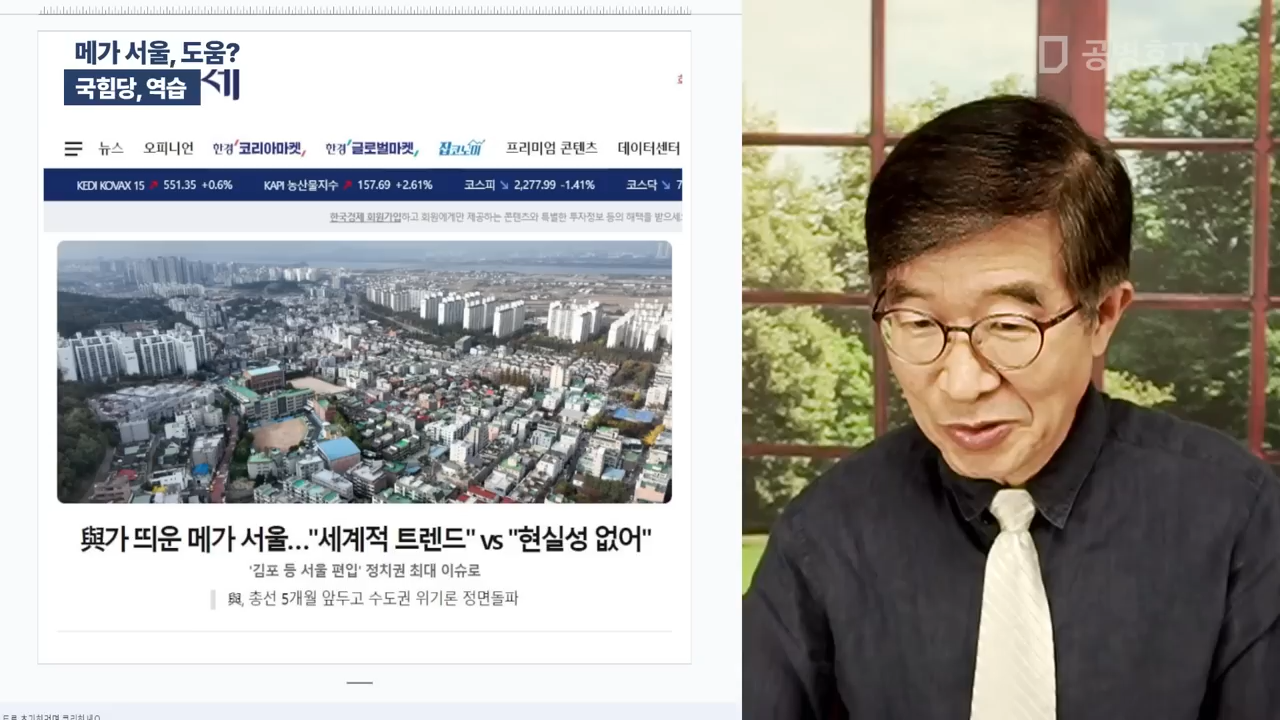 메가 서울, 도움?
국힘당, 역습
공병호TV
뉴스 오피니언 한경 코리아마켓 한경 글로벌마켓 집코노미 프리미엄 콘텐츠 데이터센터
KEDI KOVAX 15 551.35 +0.6% KAPI 농산물지수 157.69 +2.61% 코스피 2,277.99 -1.41% 코스닥 7
한국경제 회원가입하고 회원에게만 제공하는 콘텐츠와 특별한 투자정보 등의 혜택을 받으세
與가 띄운 메가 서울…"세계적 트렌드" vs "현실성 없어"
'김포 등 서울 편입' 정치권 최대 이슈로
與, 총선 5개월 앞두고 수도권 위기론 정면돌파